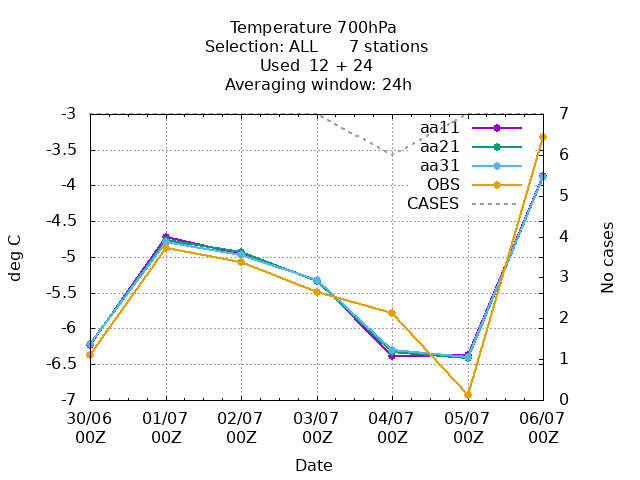 Temperature 700hPa
Selection: ALL 7 stations
Used 12 + 24
Averaging window: 24h
-3
-3.5
-4
-4.5
-5
-5.5
-6
-6.5
-7
7
6
5
4
3
2
1
0
aa11
aa21
aa31
OBS
CASES
deg C
No cases
30/06 01/07 02/07 03/07 04/07 05/07 06/07
00Z 00Z 00Z 00Z 00Z 00Z 00Z
Date